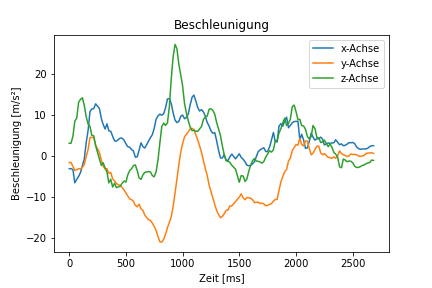 Beschleunigung
x-Achse
y-Achse
z-Achse
Beschleunigung [m/s²]
20
10
0
−10
−20
0
500
1000
1500
2000
2500
Zeit [ms]